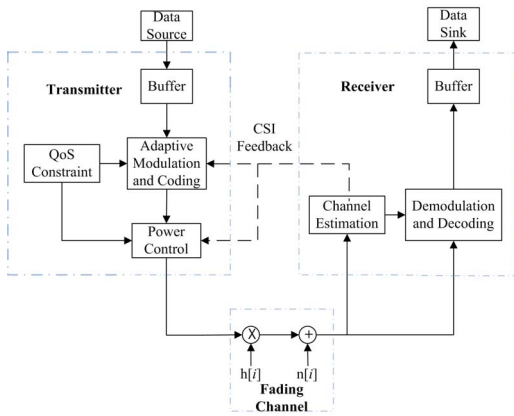 Data
Source
Transmitter
Buffer
QoS
Constraint
Adaptive
Modulation
and Coding
Power
Control
CSI
Feedback
Data
Sink
Receiver
Buffer
Channel
Estimation
Demodulation
and Decoding
X
+
h[i]
n[i]
Fading
Channel